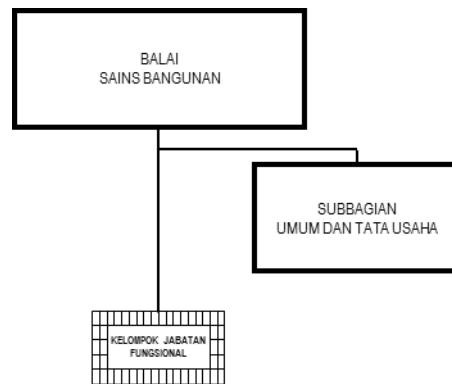 BALAI
SAINS BANGUNAN
SUBBAGIAN
UMUM DAN TATA USAHA
KELOMPOK JABATAN
FUNGSIONAL